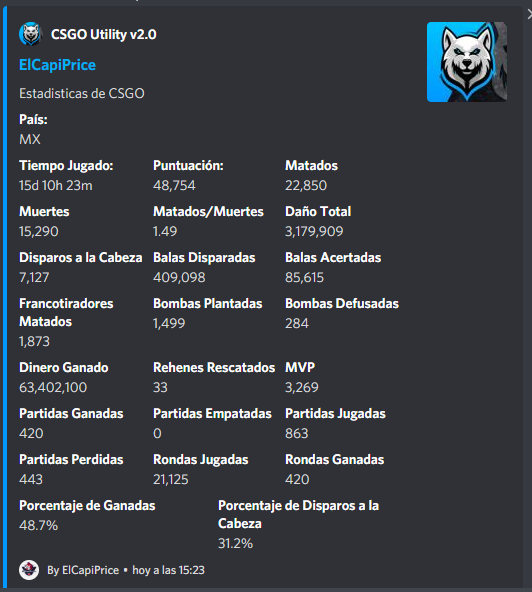 CSGO Utility v2.0
ElCapiPrice
Estadisticas de CSGO
País:
MX
Tiempo Jugado: Puntuación: Matados
15d 10h 23m 48,754 22,850
Muertes Matados/Muertes Daño Total
15,290 1.49 3,179,909
Disparos a la Cabeza Balas Disparadas Balas Acertadas
7,127 409,098 85,615
Francotiradores Bombas Plantadas Bombas Defusadas
Matados 1,499 284
1,873
Dinero Ganado Rehenes Rescatados MVP
63,402,100 33 3,269
Partidas Ganadas Partidas Empatadas Partidas Jugadas
420 0 863
Partidas Perdidas Rondas Jugadas Rondas Ganadas
443 21,125 420
Porcentaje de Ganadas Porcentaje de Disparos a la
48.7% Cabeza
31.2%
By ElCapiPrice • hoy a las 15:23